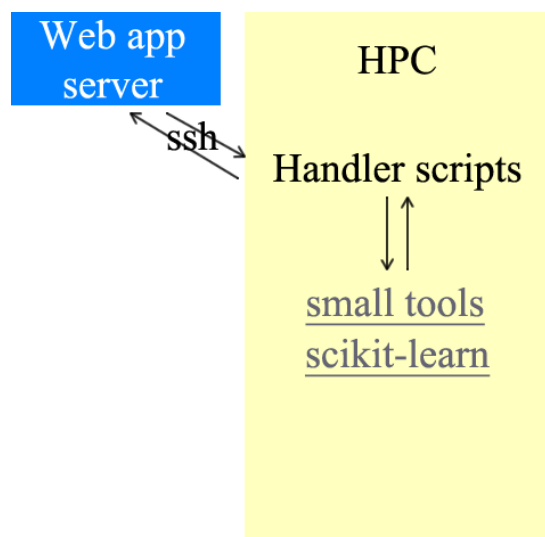 Web app
server
HPC
ssh
Handler scripts
small tools
scikit-learn